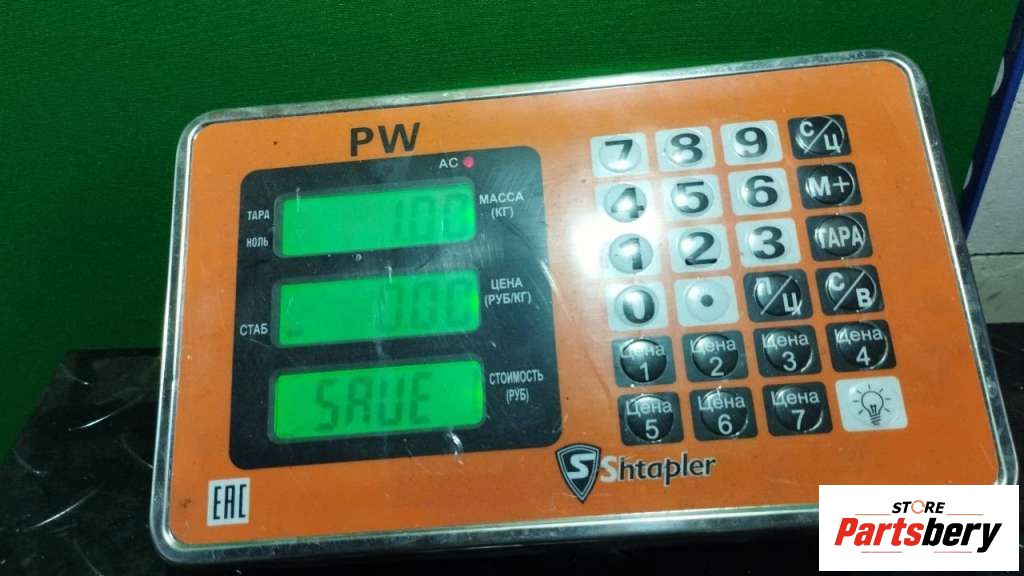 PW
AC
ТАРА
НОЛЬ
100
МАССА
(КГ)
СТАБ
000
ЦЕНА
(РУБ/КГ)
SAVE
СТОИМОСТЬ
(РУБ)
7 8 9 С/Ц
4 5 6 М+
1 2 3 ТАРА
0 • П/Ц С/В
Цена 1 Цена 2 Цена 3 Цена 4
Цена 5 Цена 6 Цена 7
S Shtapler
EAC
STORE
Partsbery